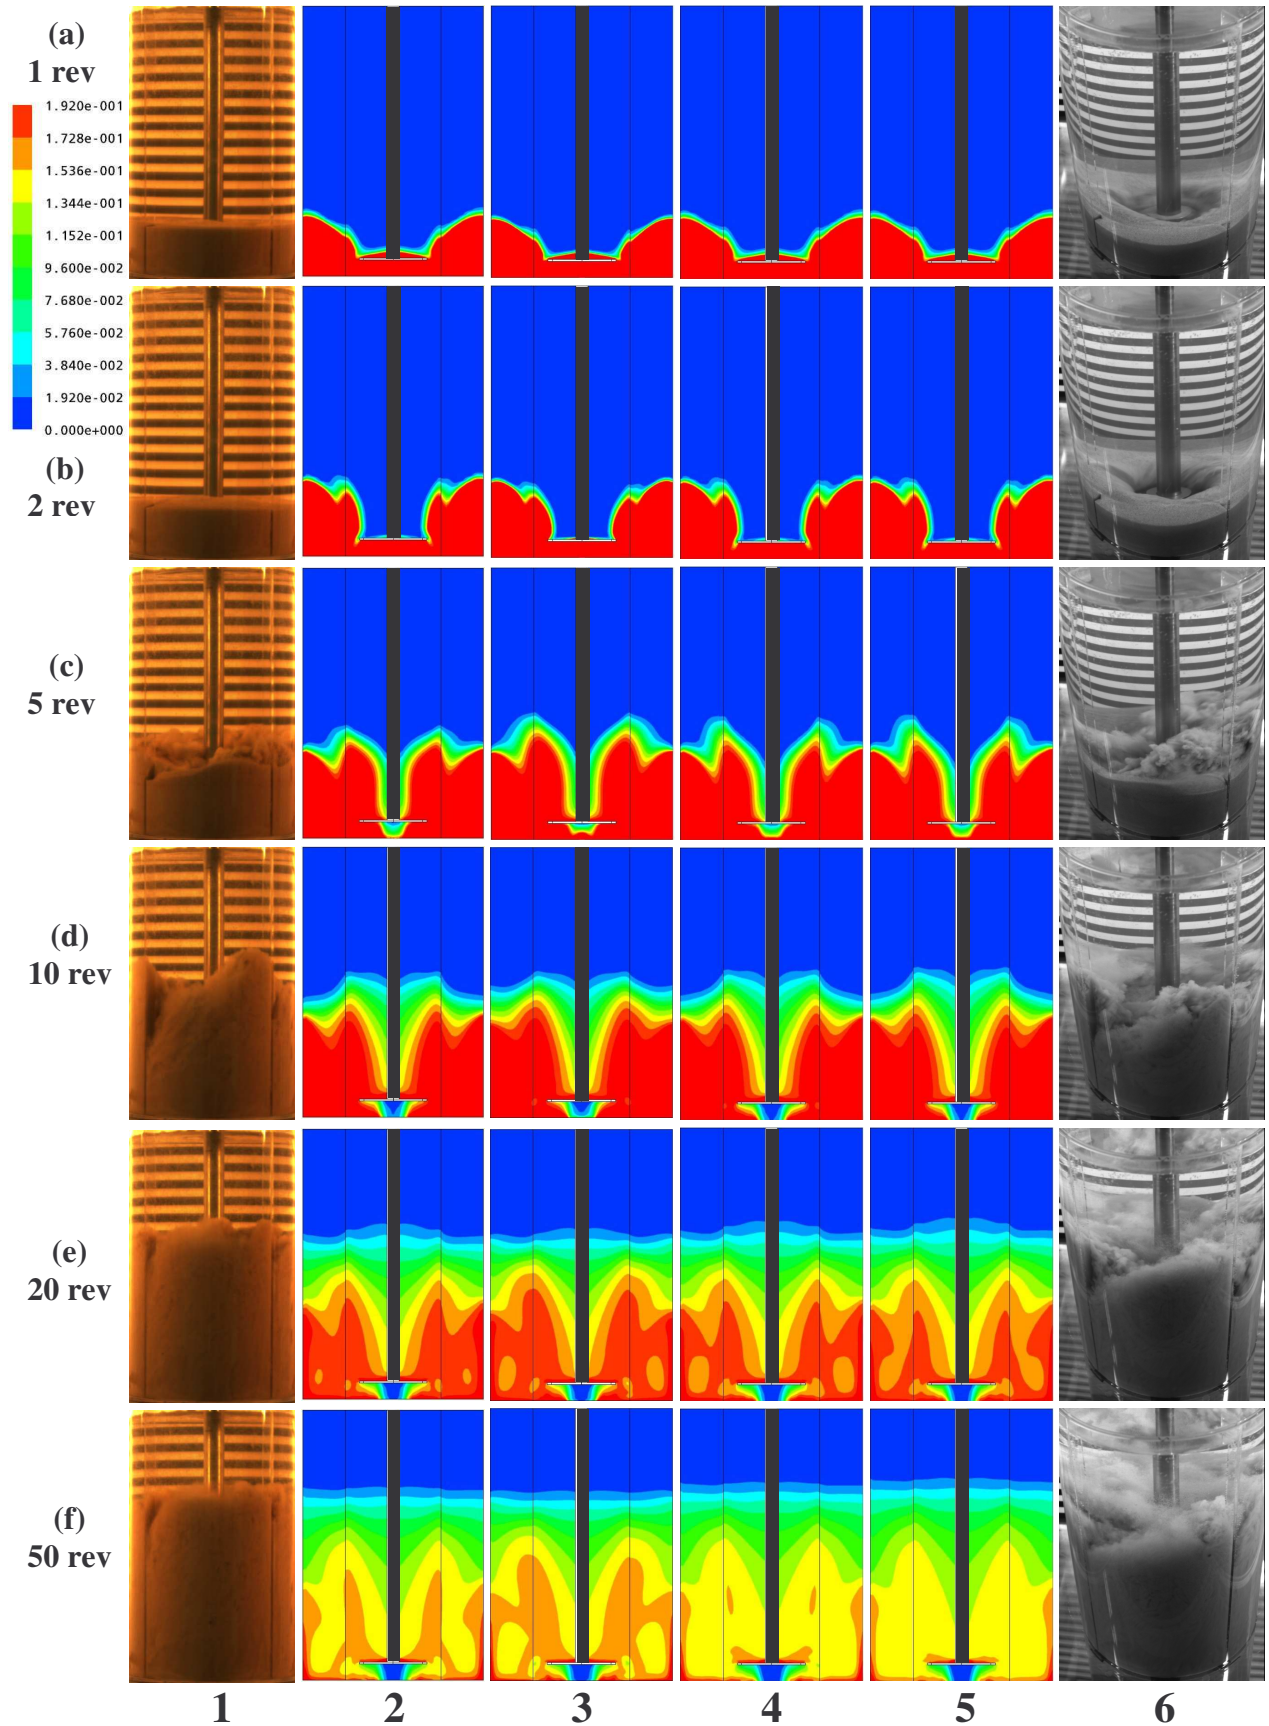 (a)
1 rev
1.920e-001
1.728e-001
1.536e-001
1.344e-001
1.152e-001
9.600e-002
7.680e-002
5.760e-002
3.840e-002
1.920e-002
0.000e+000
(b)
2 rev
(c)
5 rev
(d)
10 rev
(e)
20 rev
(f)
50 rev
1 2 3 4 5 6